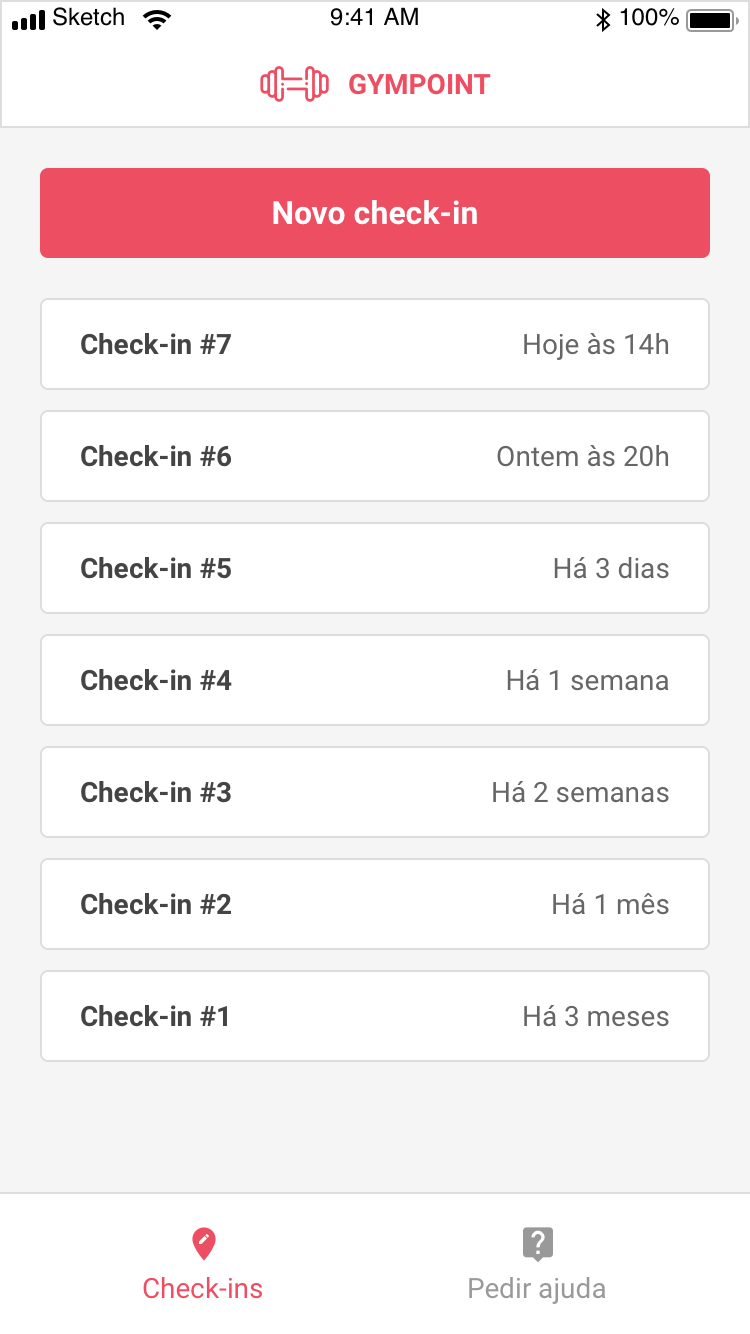 Sketch 9:41 AM 100%
GYMPOINT
Novo check-in
Check-in #7 Hoje às 14h
Check-in #6 Ontem às 20h
Check-in #5 Há 3 dias
Check-in #4 Há 1 semana
Check-in #3 Há 2 semanas
Check-in #2 Há 1 mês
Check-in #1 Há 3 meses
Check-ins Pedir ajuda